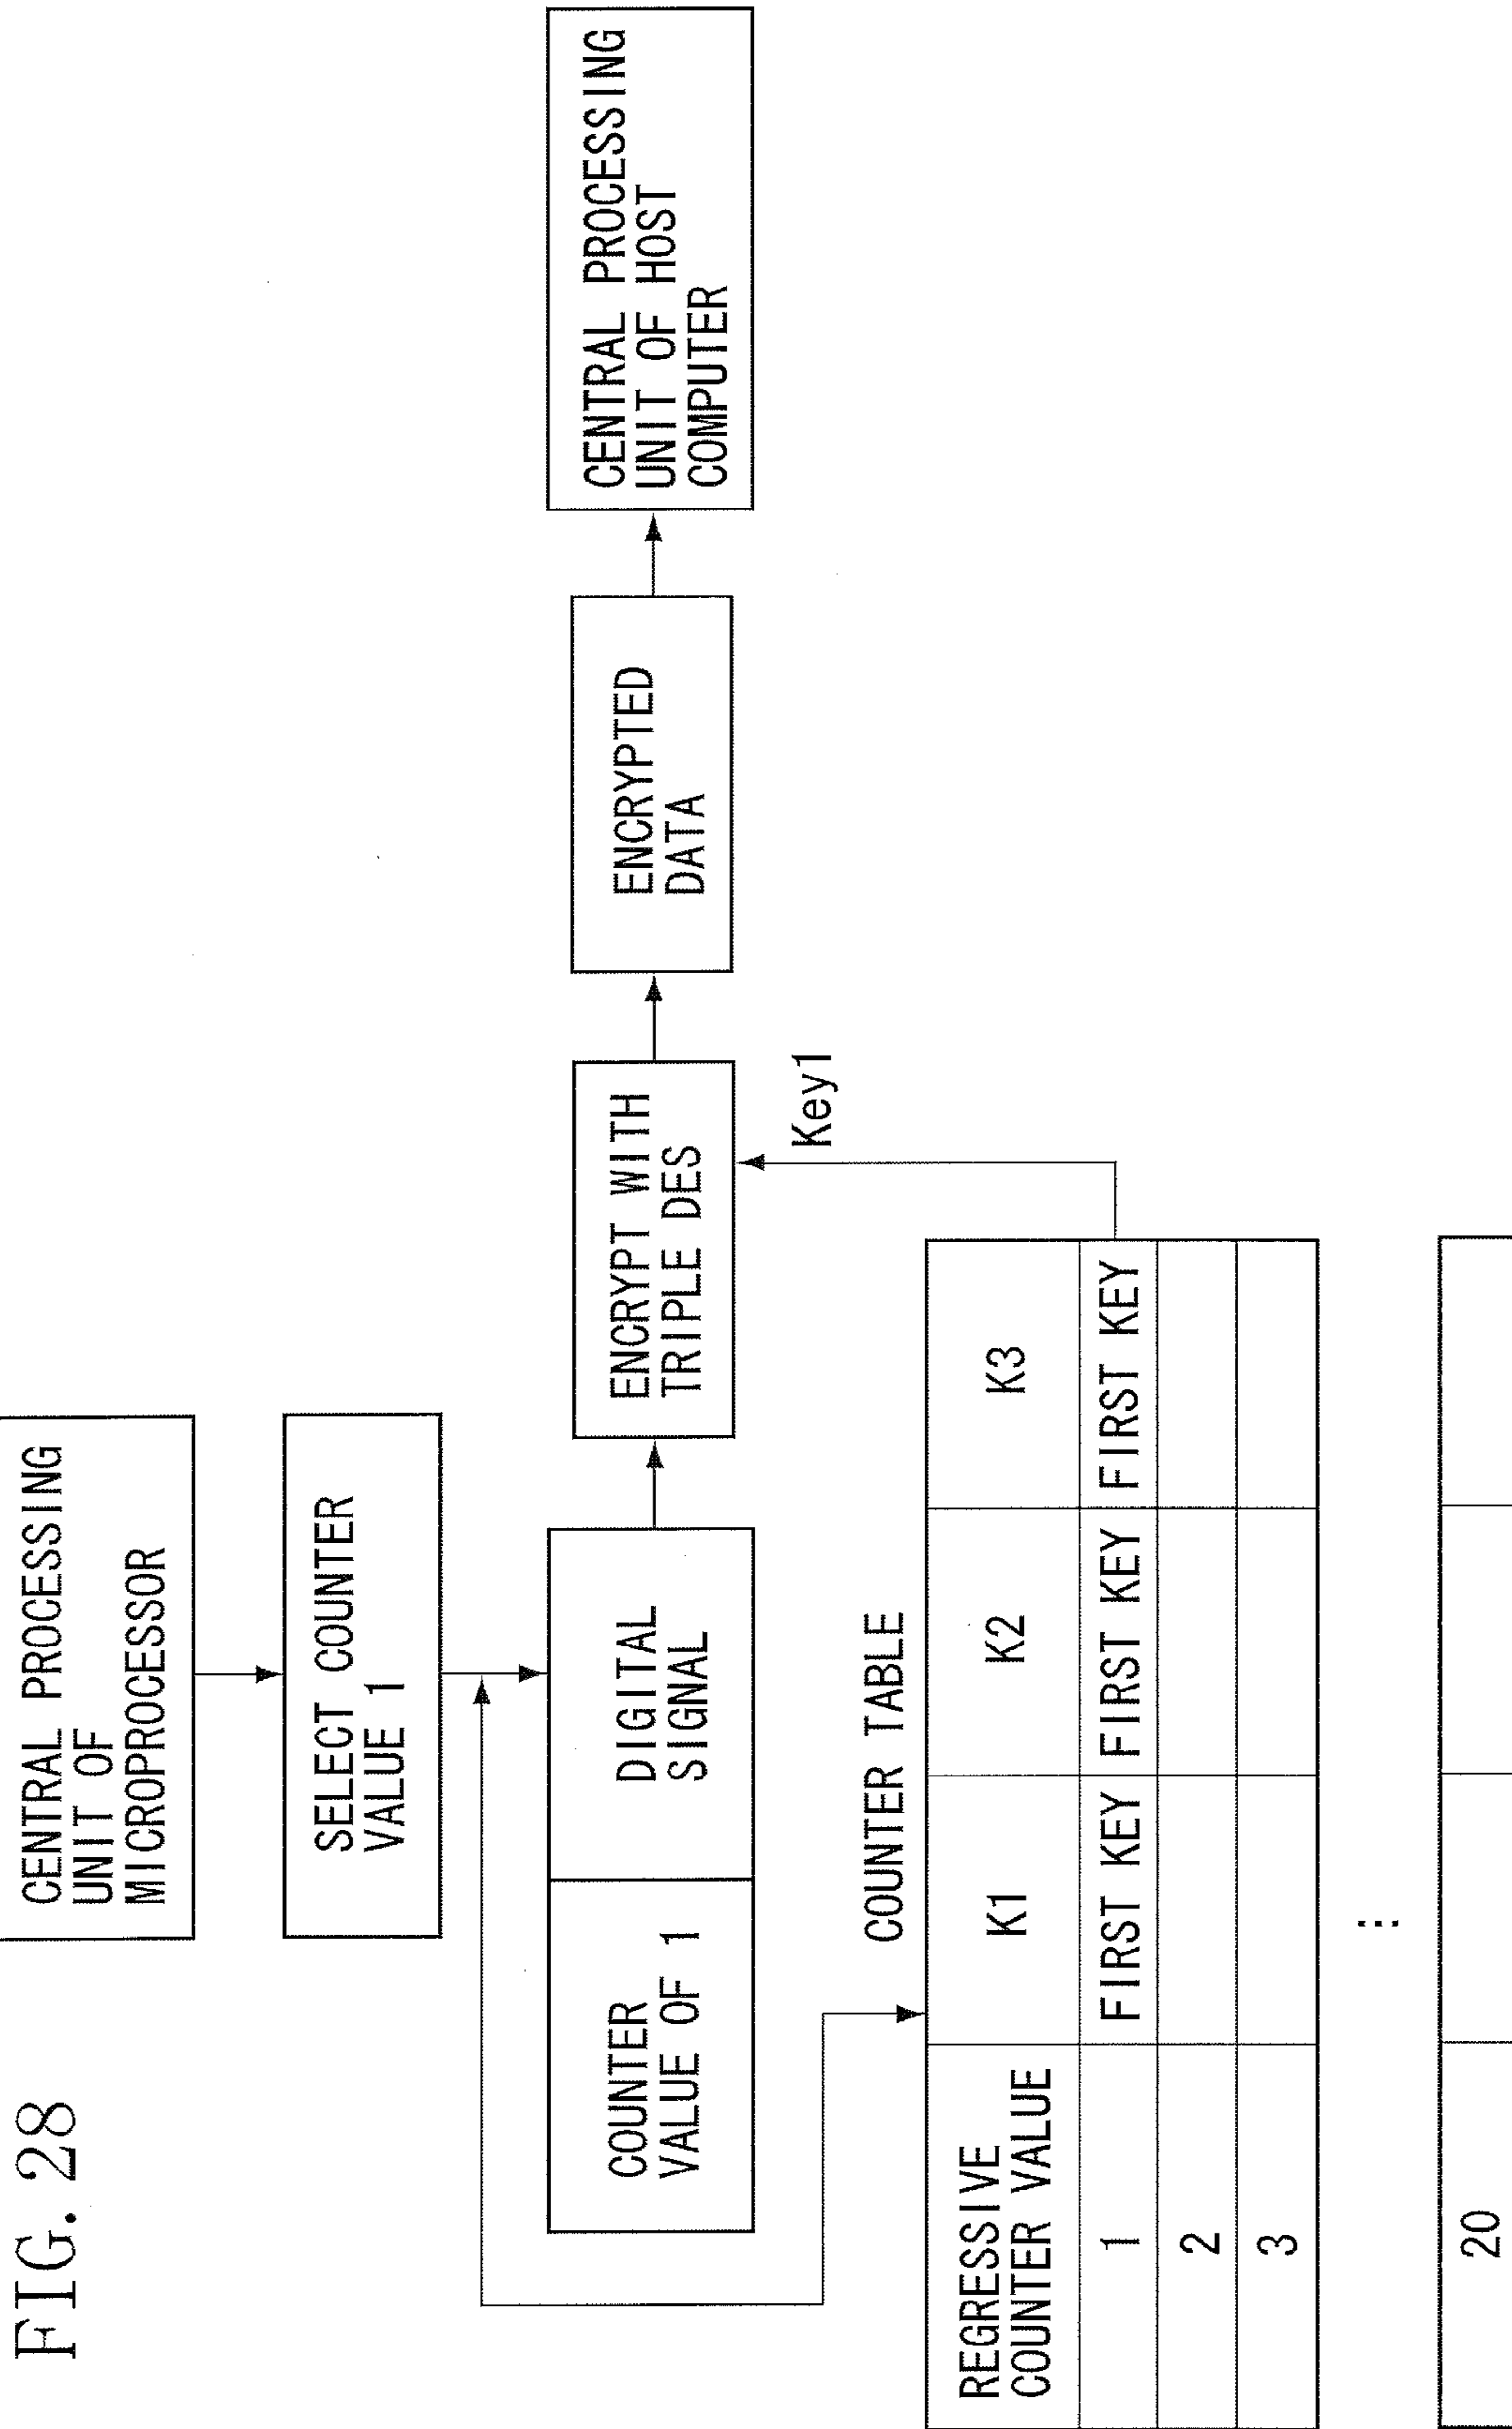 FIG. 28
CENTRAL PROCESSING
UNIT OF
MICROPROCESSOR
SELECT COUNTER
VALUE 1
COUNTER
VALUE OF 1
DIGITAL
SIGNAL
ENCRYPT WITH
TRIPLE DES
ENCRYPTED
DATA
CENTRAL PROCESSING
UNIT OF HOST
COMPUTER
Key1
COUNTER TABLE
REGRESSIVE
COUNTER VALUE
K1
K2
K3
1
FIRST KEY
FIRST KEY
FIRST KEY
2
3
⋮
20